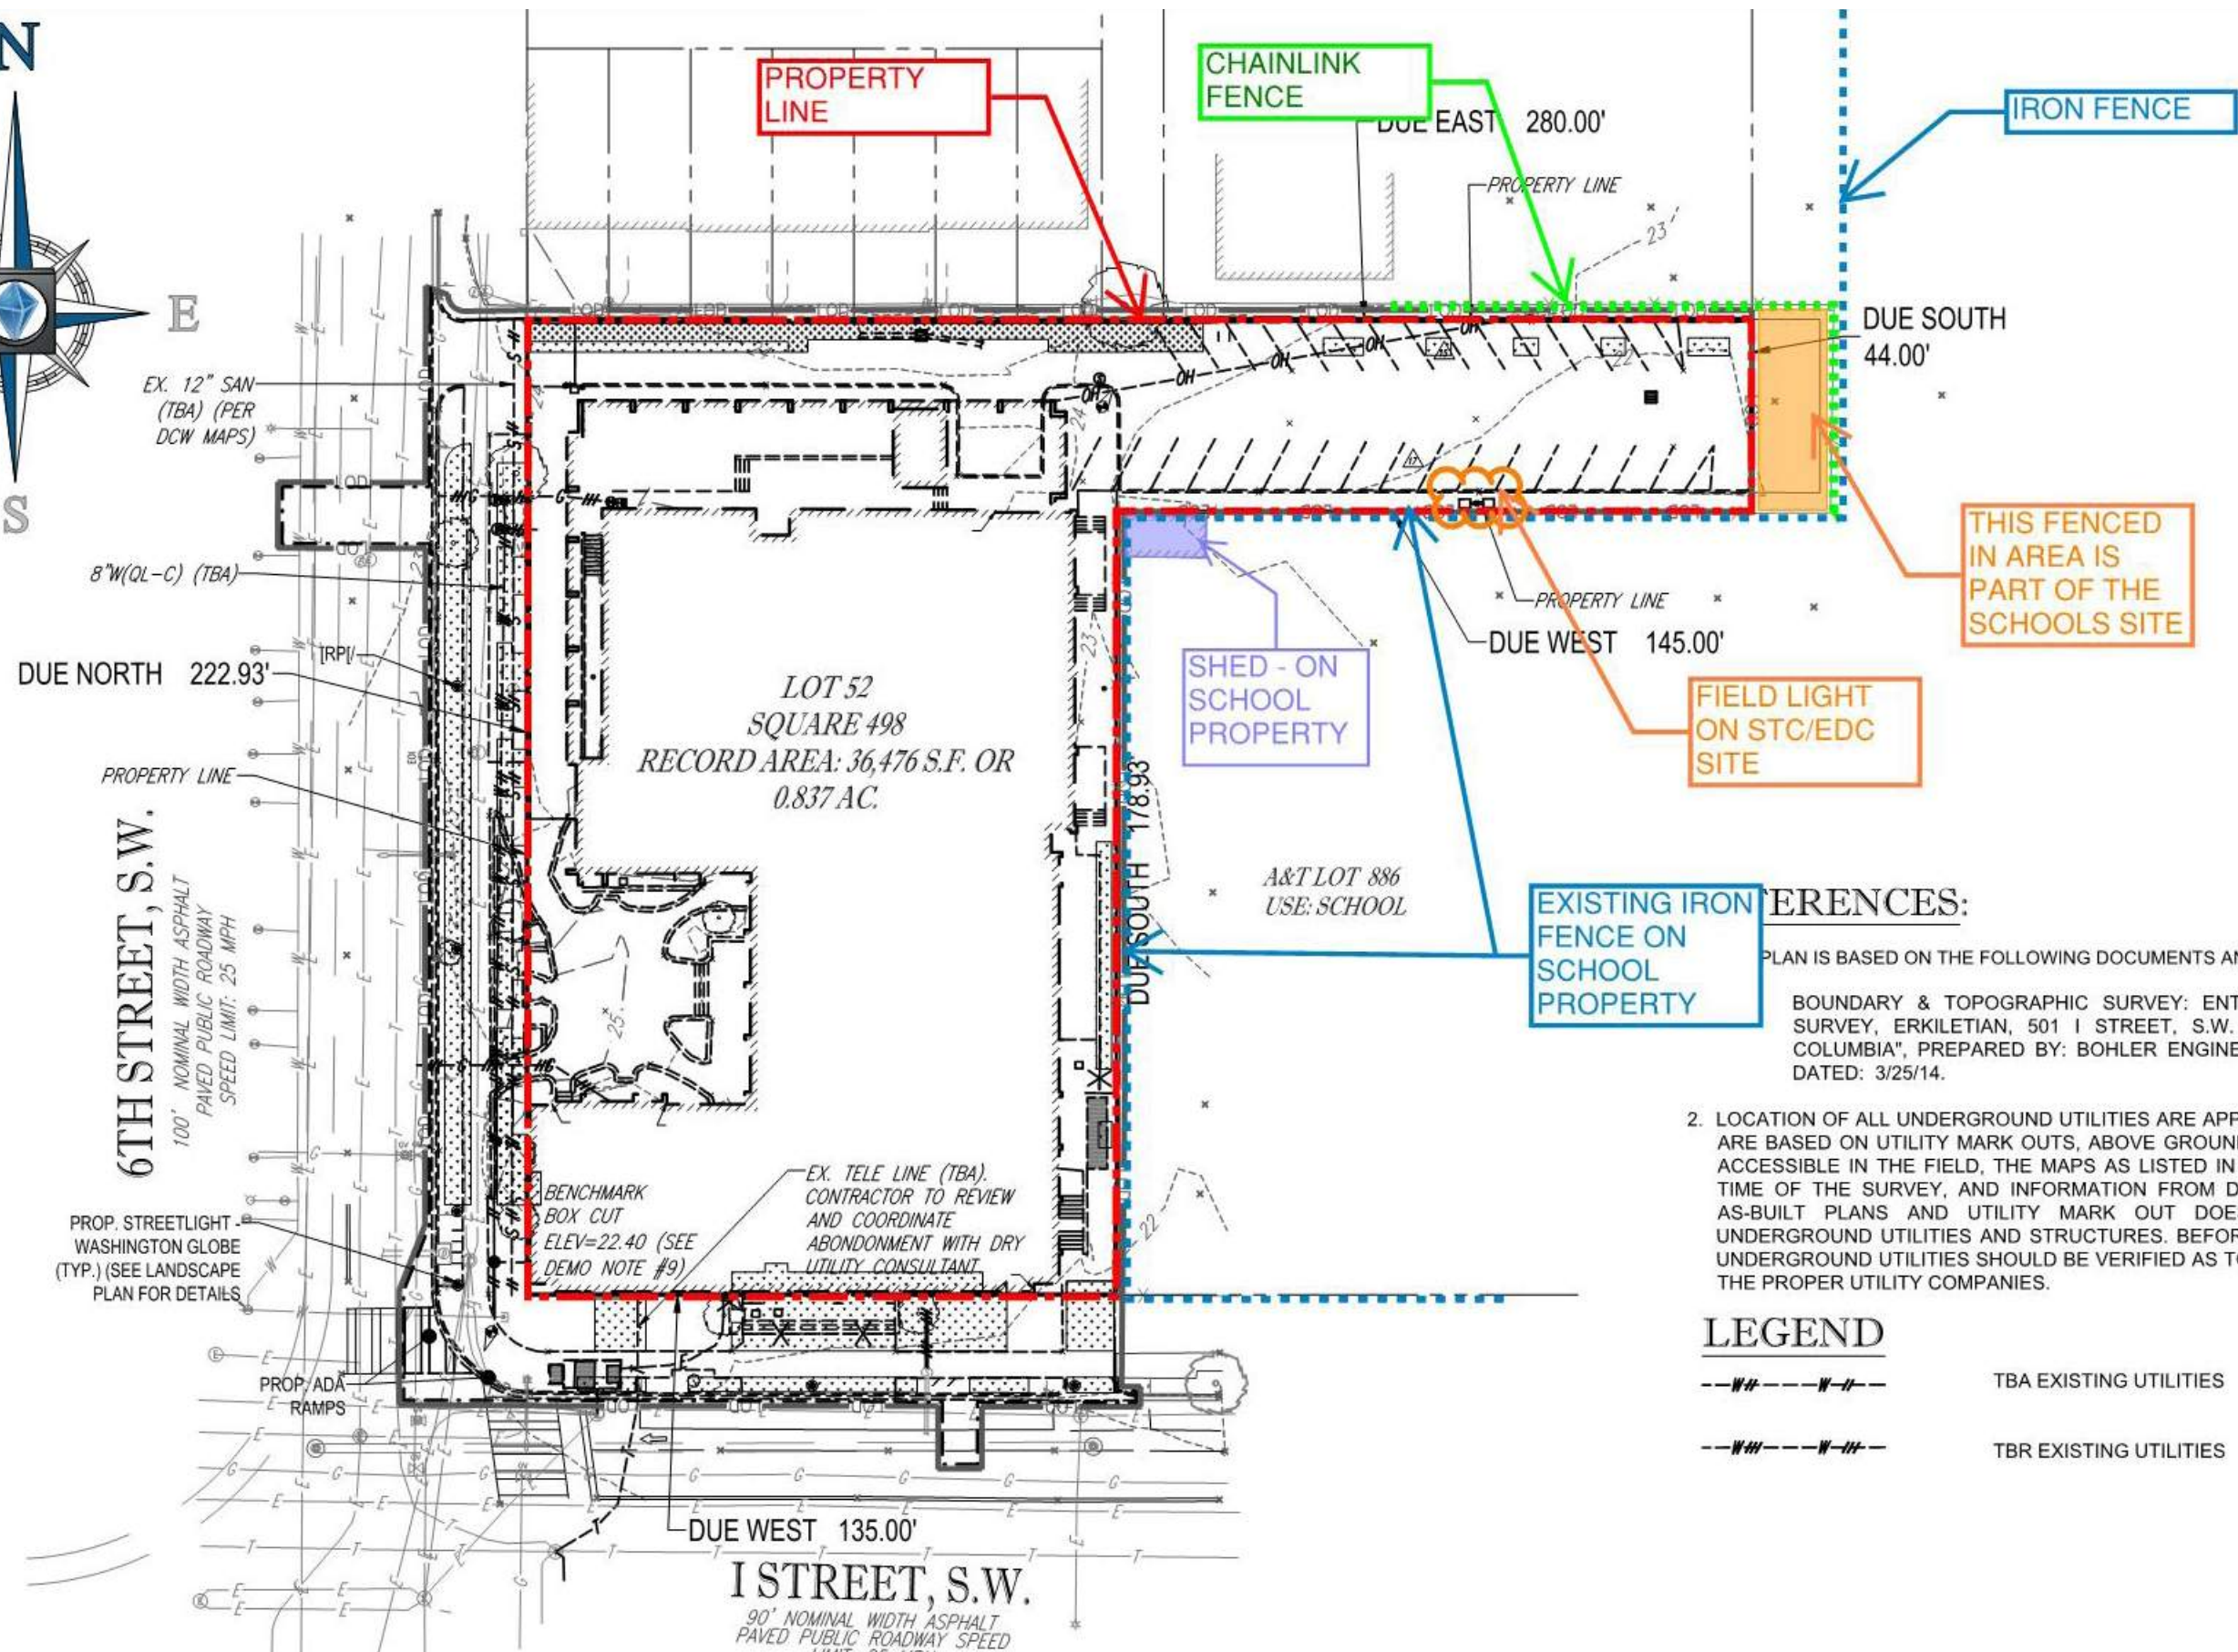 N
E
S
PROPERTY
LINE
CHAINLINK
FENCE
IRON FENCE
DUE EAST 280.00'
PROPERTY LINE
23
DUE SOUTH
44.00'
EX. 12" SAN
(TBA) (PER
DCW MAPS)
8"W(QL-C) (TBA)
24
24
22
17
THIS FENCED
IN AREA IS
PART OF THE
SCHOOLS SITE
PROPERTY LINE
DUE WEST 145.00'
SHED - ON
SCHOOL
PROPERTY
FIELD LIGHT
ON STC/EDC
SITE
DUE NORTH 222.93'
[RP[/
LOT 52
SQUARE 498
RECORD AREA: 36,476 S.F. OR
0.837 AC.
PROPERTY LINE
23
DUE SOUTH 178.93
A&T LOT 886
USE: SCHOOL
EXISTING IRON
FENCE ON
SCHOOL
PROPERTY
6TH STREET, S.W.
100' NOMINAL WIDTH ASPHALT
PAVED PUBLIC ROADWAY
SPEED LIMIT: 25 MPH
25
ERENCES:
PLAN IS BASED ON THE FOLLOWING DOCUMENTS AN
BOUNDARY & TOPOGRAPHIC SURVEY: ENT
SURVEY, ERKILETIAN, 501 I STREET, S.W.
COLUMBIA", PREPARED BY: BOHLER ENGINE
DATED: 3/25/14.
2. LOCATION OF ALL UNDERGROUND UTILITIES ARE APP
ARE BASED ON UTILITY MARK OUTS, ABOVE GROUN
ACCESSIBLE IN THE FIELD, THE MAPS AS LISTED IN
TIME OF THE SURVEY, AND INFORMATION FROM D
AS-BUILT PLANS AND UTILITY MARK OUT DOE
UNDERGROUND UTILITIES AND STRUCTURES. BEFOR
UNDERGROUND UTILITIES SHOULD BE VERIFIED AS T
THE PROPER UTILITY COMPANIES.
BENCHMARK
BOX CUT
ELEV=22.40 (SEE
DEMO NOTE #9)
EX. TELE LINE (TBA).
CONTRACTOR TO REVIEW
AND COORDINATE
ABONDONMENT WITH DRY
UTILITY CONSULTANT
22
PROP. STREETLIGHT -
WASHINGTON GLOBE
(TYP.) (SEE LANDSCAPE
PLAN FOR DETAILS
PROP. ADA
RAMPS
LEGEND
TBA EXISTING UTILITIES
TBR EXISTING UTILITIES
DUE WEST 135.00'
I STREET, S.W.
90' NOMINAL WIDTH ASPHALT
PAVED PUBLIC ROADWAY SPEED